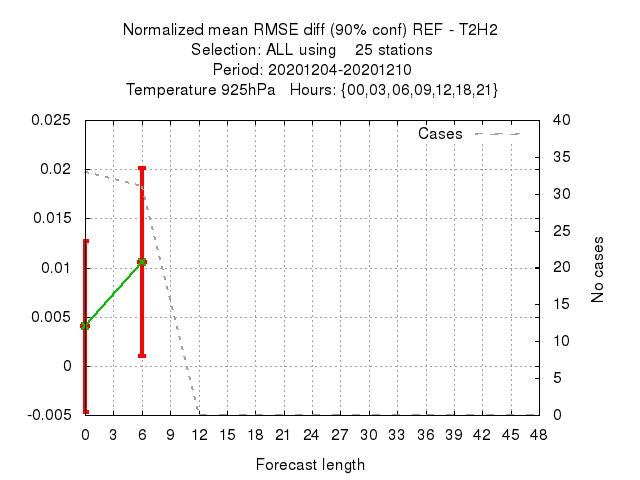 Normalized mean RMSE diff (90% conf) REF - T2H2
Selection: ALL using    25 stations
Period: 20201204-20201210
Temperature 925hPa   Hours: {00,03,06,09,12,18,21}
Cases
0.025
0.02
0.015
0.01
0.005
0
-0.005
40
35
30
25
20
15
10
5
0
No cases
0 3 6 9 12 15 18 21 24 27 30 33 36 39 42 45 48
Forecast length